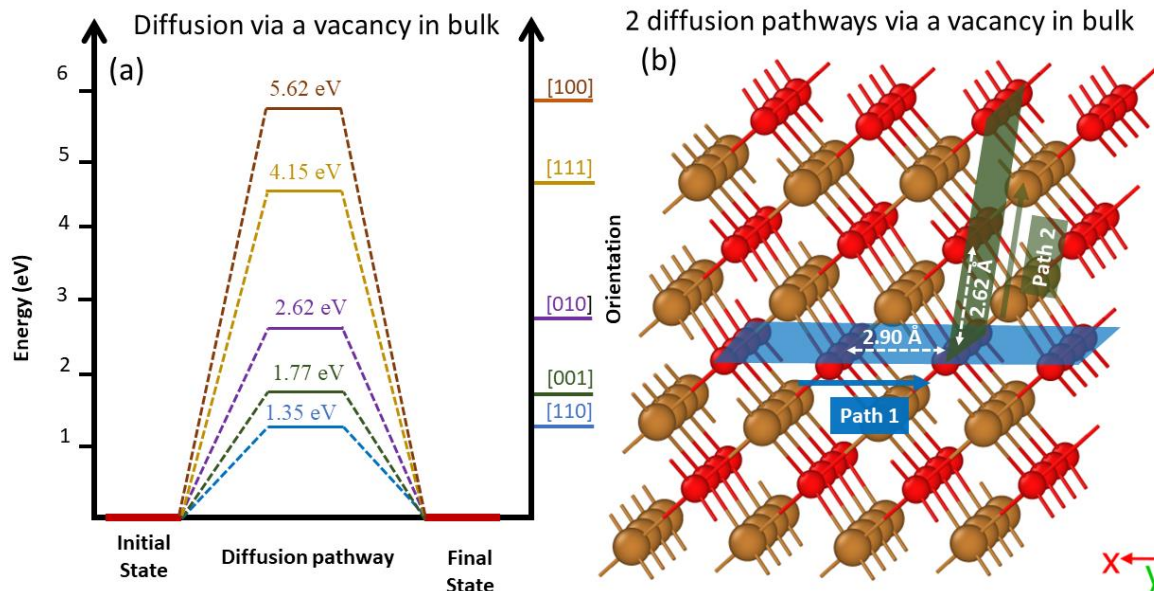 Diffusion via a vacancy in bulk
(a)
6
5
4
3
2
1
Energy (eV)
5.62 eV
4.15 eV
2.62 eV
1.77 eV
1.35 eV
[100]
[111]
[010]
[001]
[110]
Orientation
Initial
State
Diffusion pathway
Final
State
2 diffusion pathways via a vacancy in bulk
(b)
Path 2
2.62 Å
2.90 Å
Path 1
x